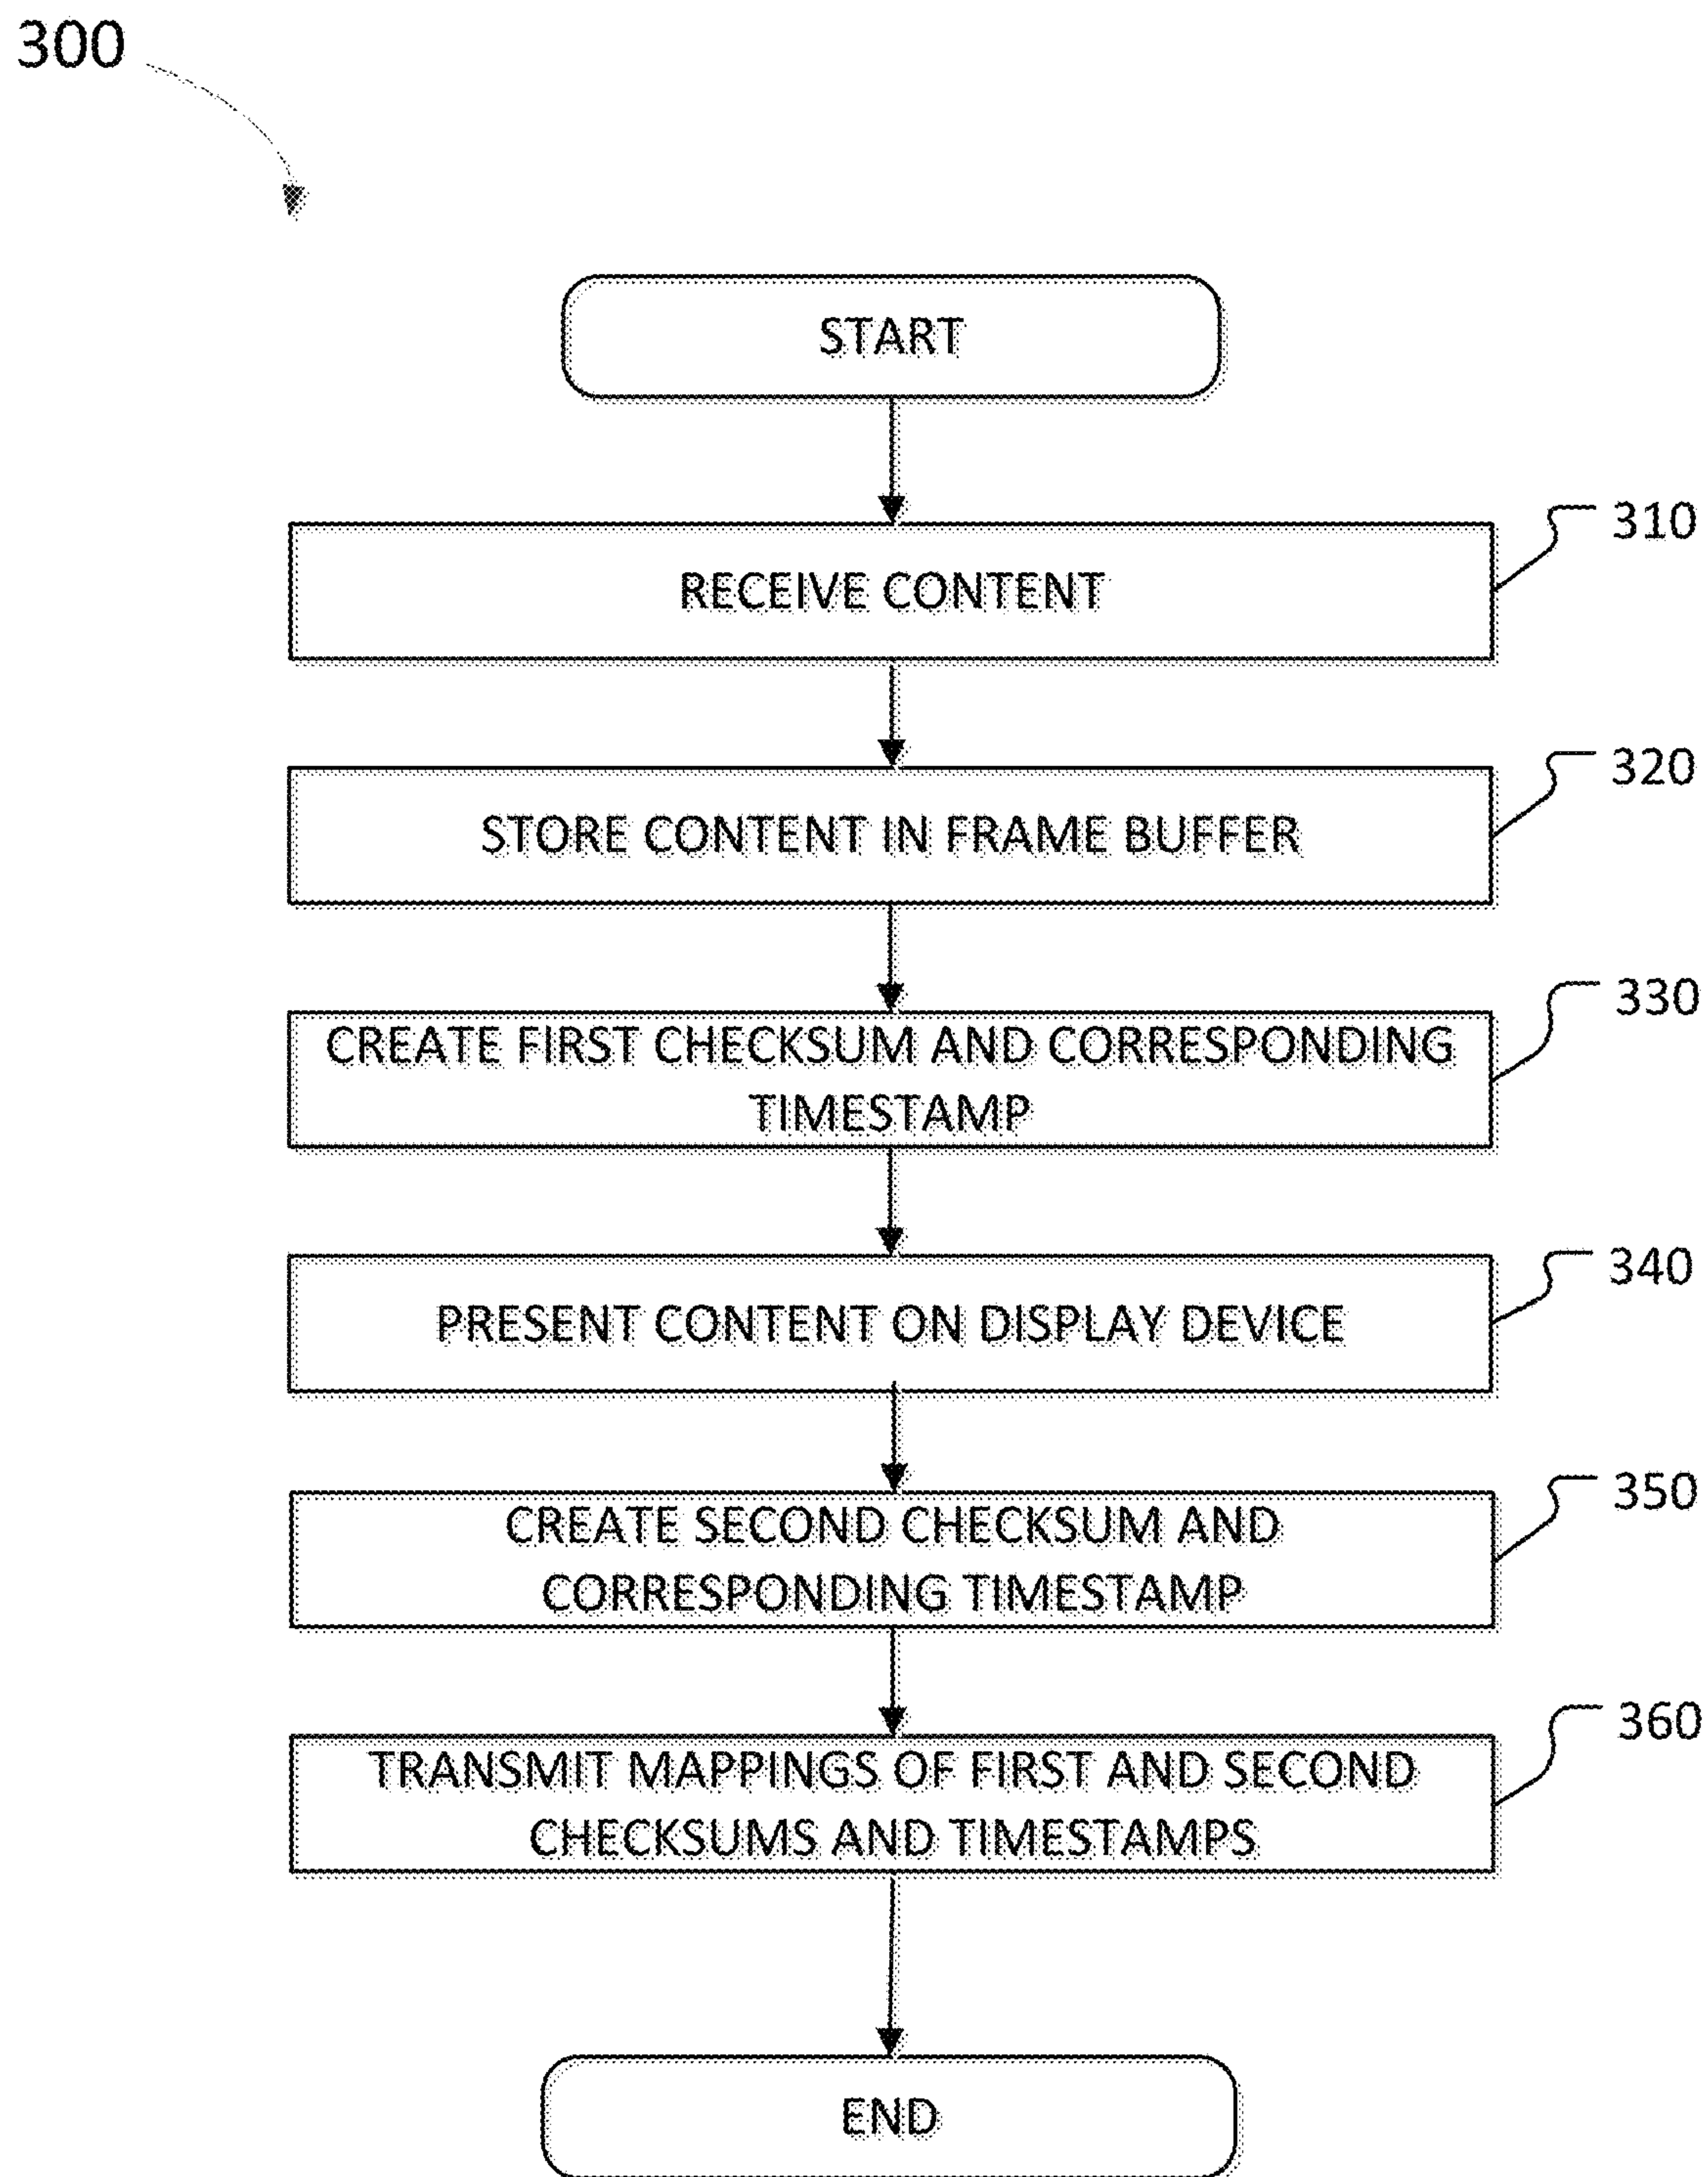 300
START
310
RECEIVE CONTENT
320
STORE CONTENT IN FRAME BUFFER
330
CREATE FIRST CHECKSUM AND CORRESPONDING
TIMESTAMP
340
PRESENT CONTENT ON DISPLAY DEVICE
350
CREATE SECOND CHECKSUM AND
CORRESPONDING TIMESTAMP
360
TRANSMIT MAPPINGS OF FIRST AND SECOND
CHECKSUMS AND TIMESTAMPS
END